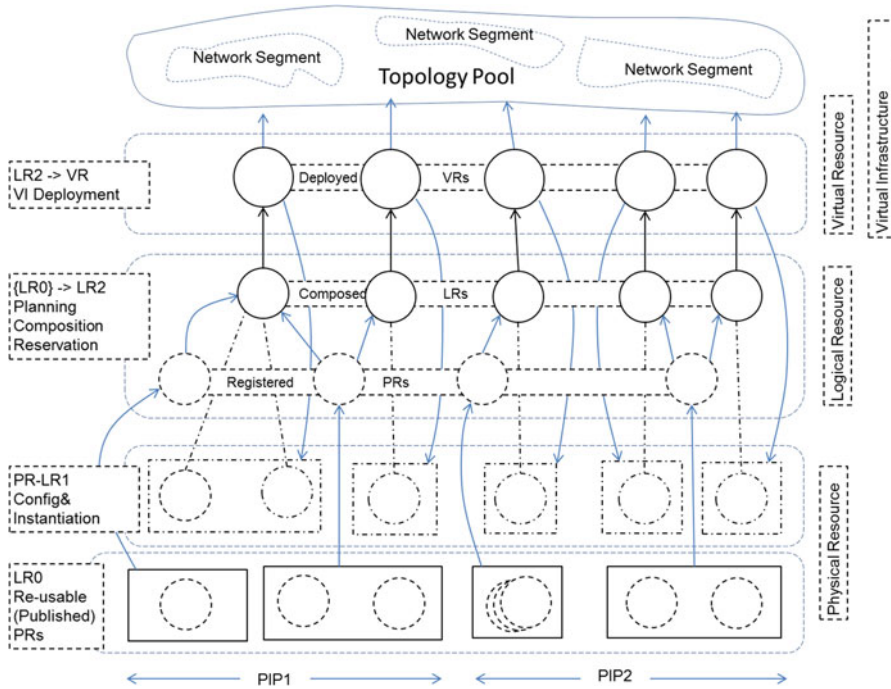 Network Segment
Network Segment
Network Segment
Topology Pool
LR2 -> VR
VI Deployment
Deployed
VRs
Virtual Resource
Virtual Infrastructure
{LR0} -> LR2
Planning
Composition
Reservation
Composed
LRs
Registered
PRs
Logical Resource
PR-LR1
Config&
Instantiation
LR0
Re-usable
(Published)
PRs
Physical Resource
PIP1
PIP2